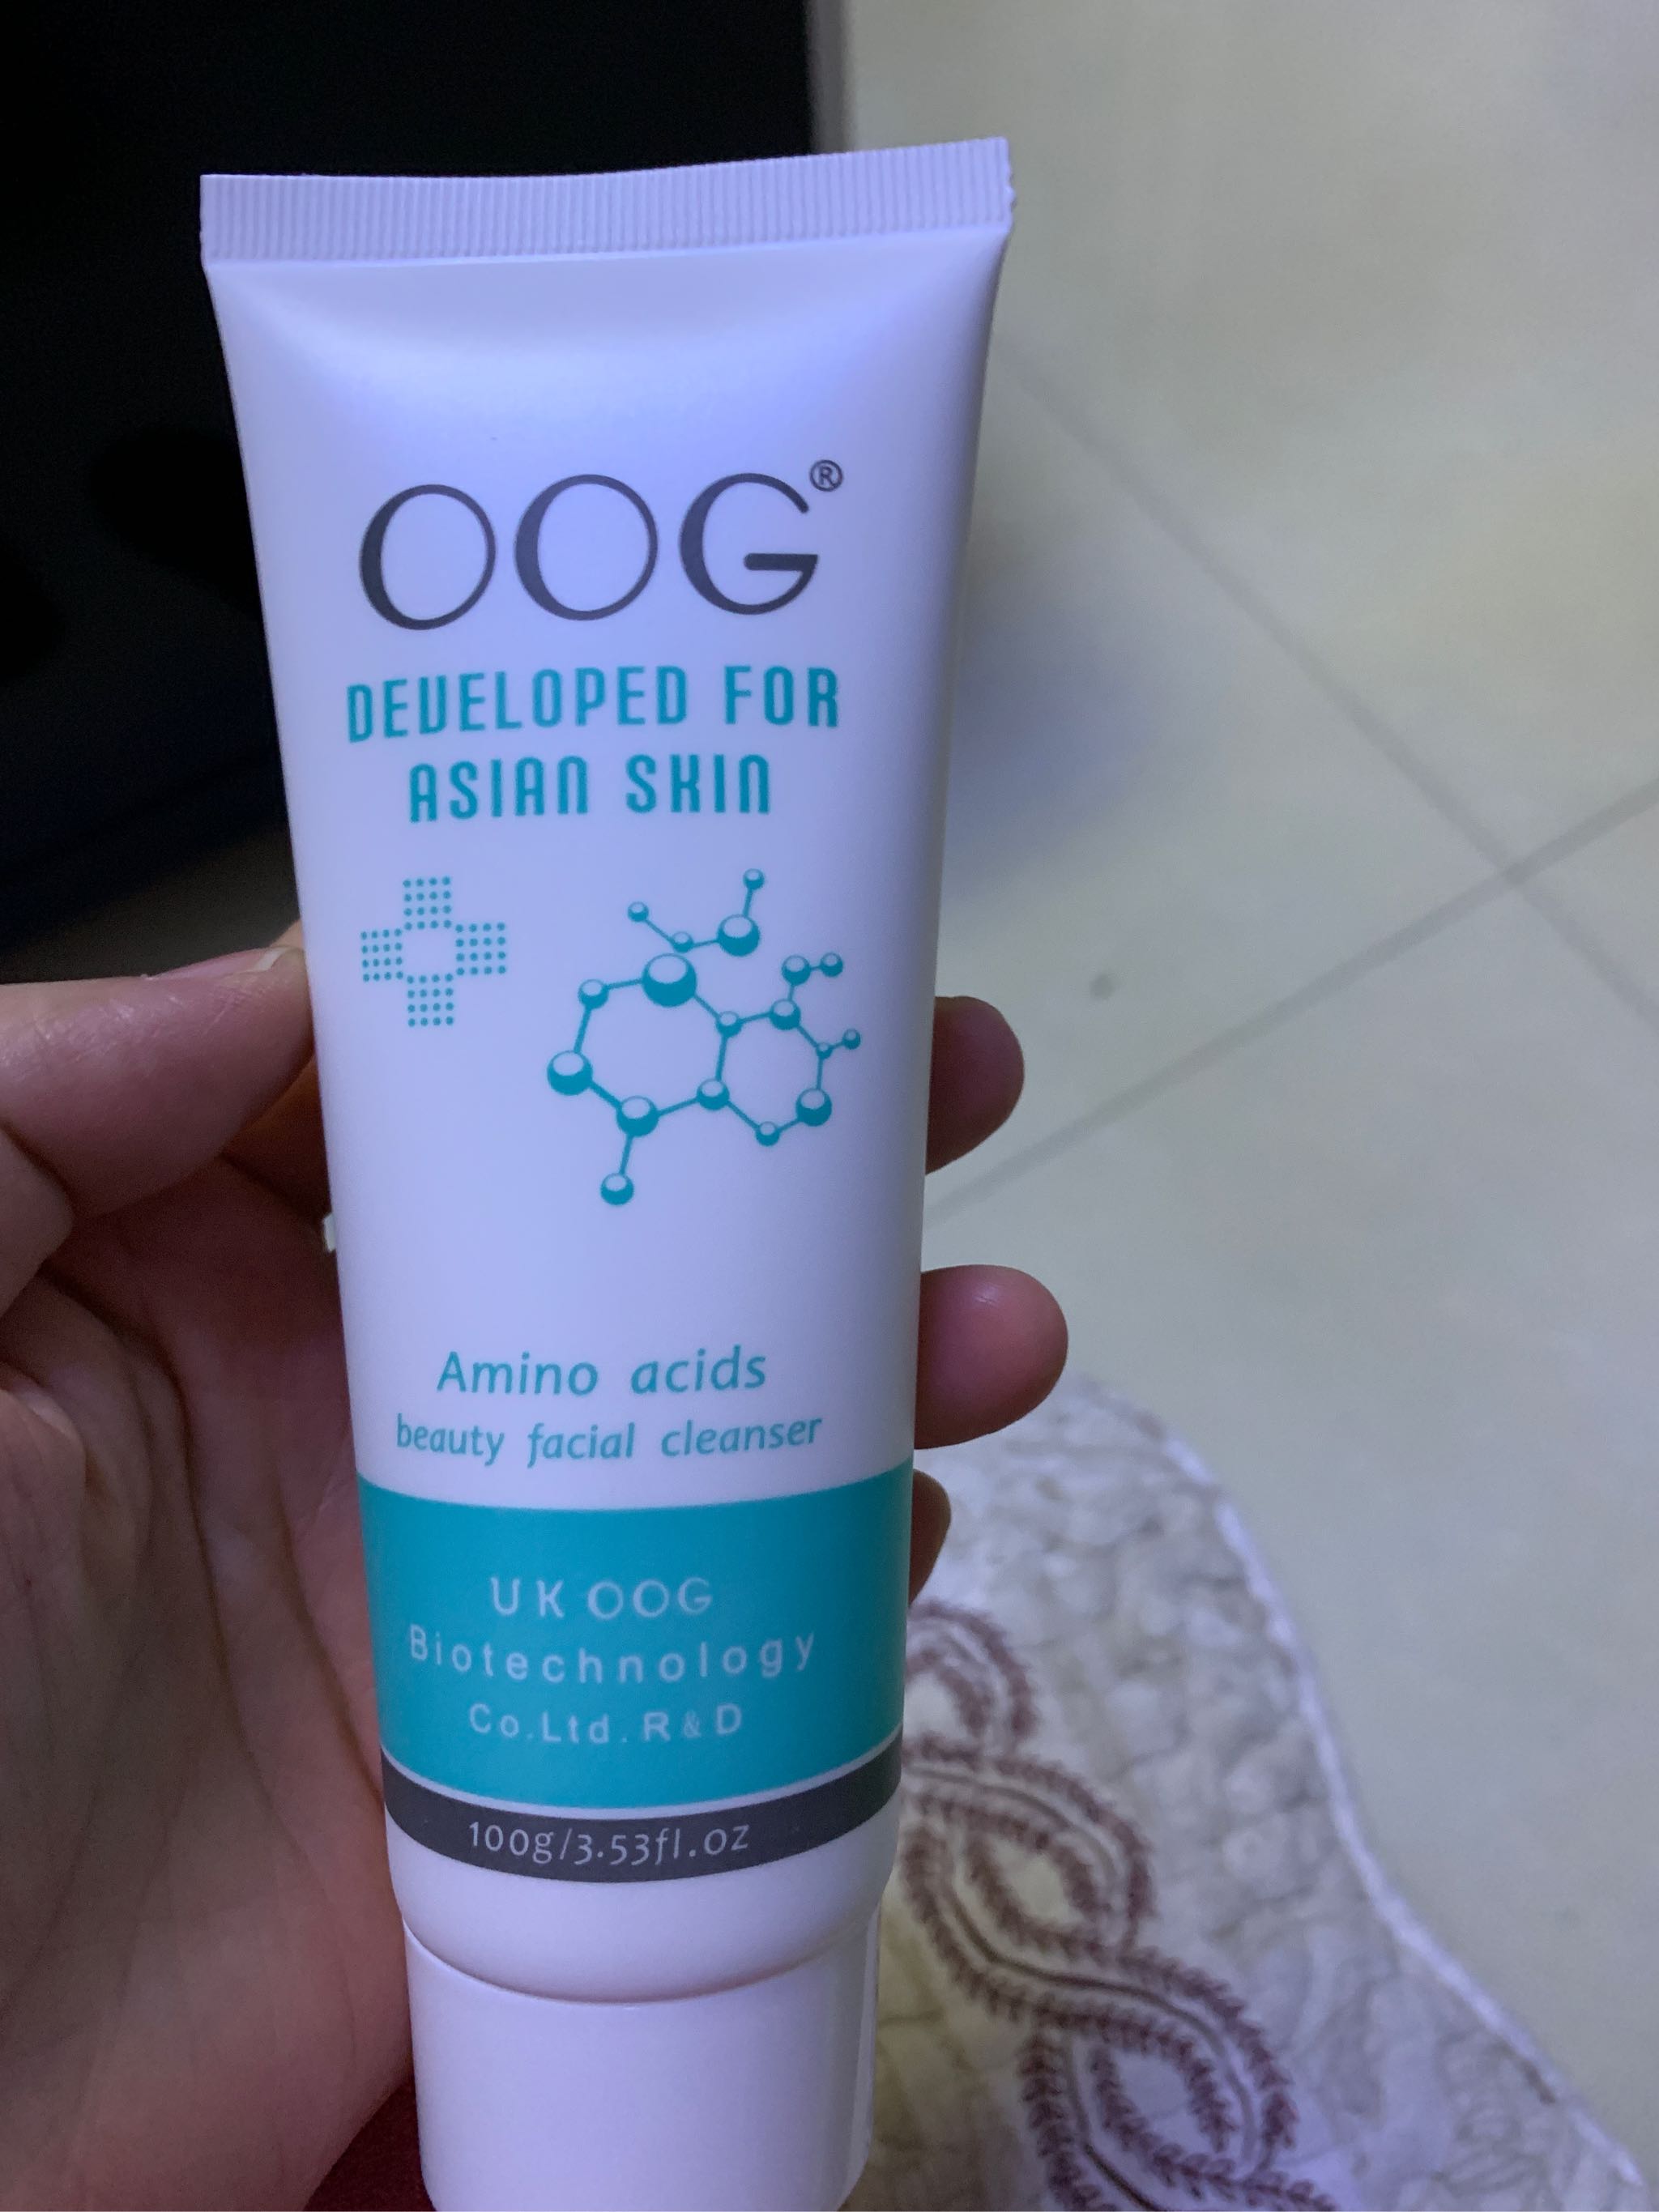 OOG®
DEVELOPED FOR
ASIAN SKIN
Amino acids
beauty facial cleanser
UK OOG
Biotechnology
Co.Ltd.R&D
100g/3.53fl.oz